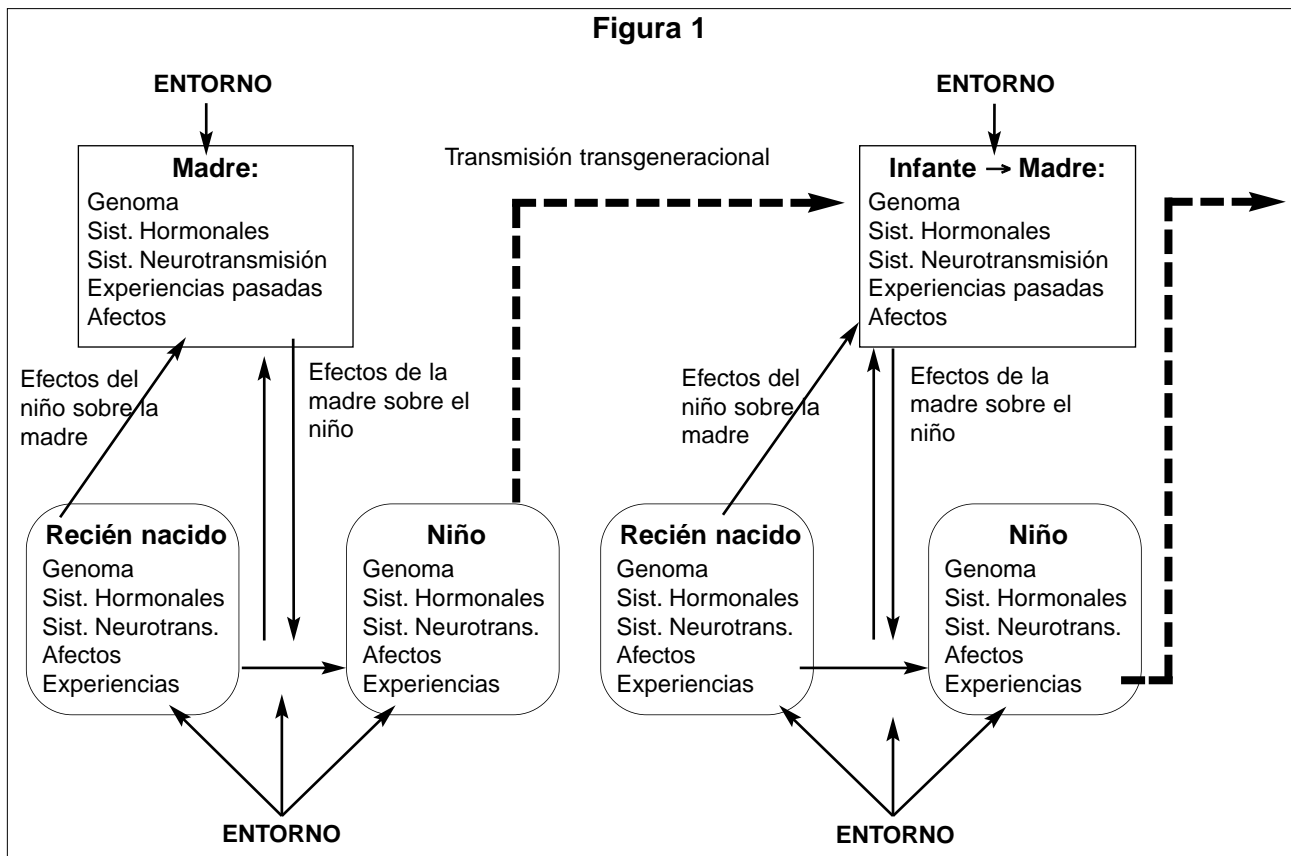 Figura 1
ENTORNO
Madre:
Genoma
Sist. Hormonales
Sist. Neurotransmisión
Experiencias pasadas
Afectos
Transmisión transgeneracional
ENTORNO
Infante → Madre:
Genoma
Sist. Hormonales
Sist. Neurotransmisión
Experiencias pasadas
Afectos
Efectos del
niño sobre la
madre
Efectos de la
madre sobre el
niño
Efectos del
niño sobre la
madre
Efectos de la
madre sobre el
niño
Recién nacido
Genoma
Sist. Hormonales
Sist. Neurotrans.
Afectos
Experiencias
Niño
Genoma
Sist. Hormonales
Sist. Neurotrans.
Afectos
Experiencias
Recién nacido
Genoma
Sist. Hormonales
Sist. Neurotrans.
Afectos
Experiencias
Niño
Genoma
Sist. Hormonales
Sist. Neurotrans.
Afectos
Experiencias
ENTORNO
ENTORNO